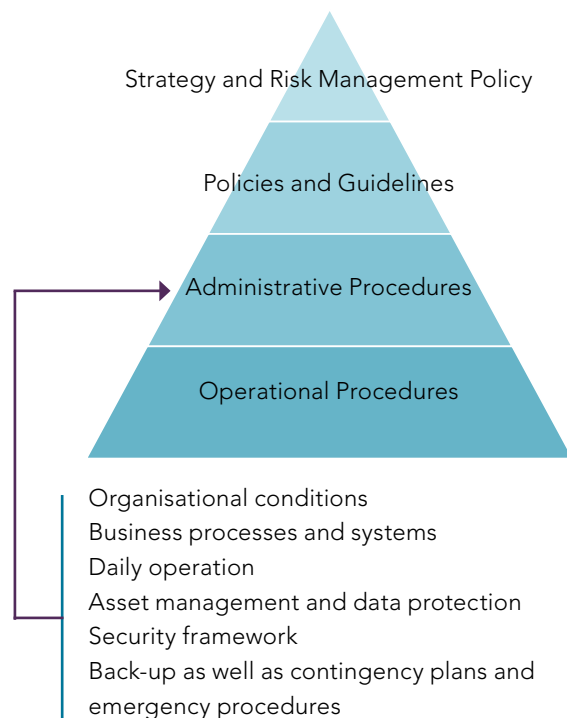 Strategy and Risk Management Policy
Policies and Guidelines
Administrative Procedures
Operational Procedures
Organisational conditions
Business processes and systems
Daily operation
Asset management and data protection
Security framework
Back-up as well as contingency plans and
emergency procedures